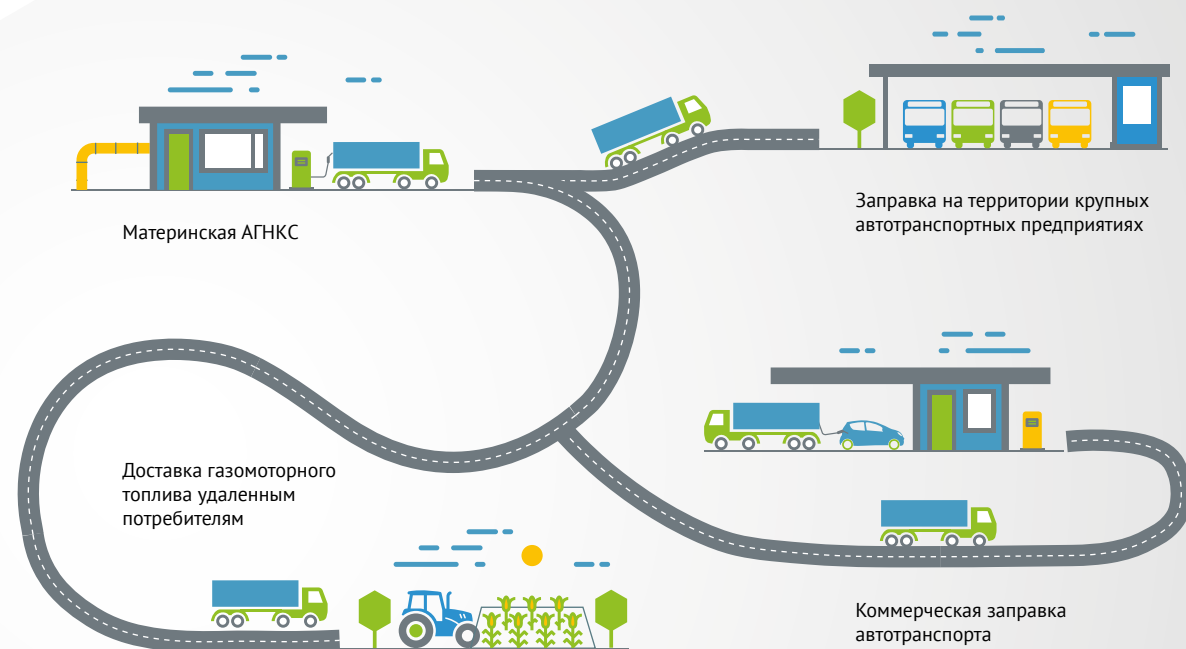 Материнская АГНКС
Заправка на территории крупных
автотранспортных предприятиях
Доставка газомоторного
топлива удаленным
потребителям
Коммерческая заправка
автотранспорта